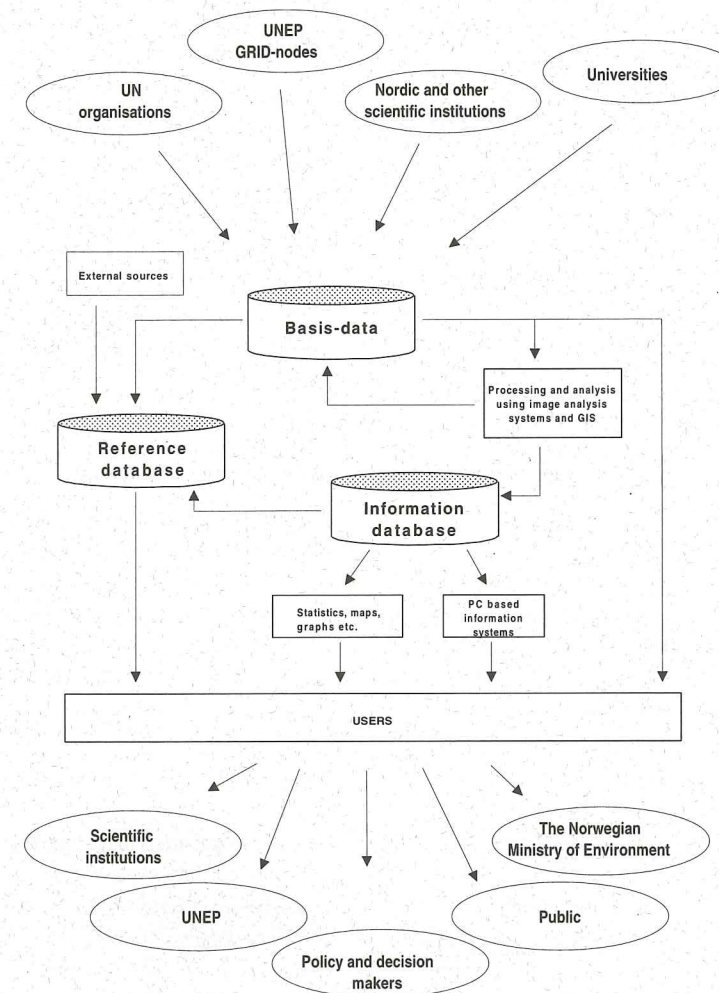 UNEP
GRID-nodes
UN
organisations
Nordic and other
scientific institutions
Universities
External sources
Basis-data
Processing and analysis
using image analysis
systems and GIS
Reference
database
Information
database
Statistics, maps,
graphs etc.
PC based
information
systems
USERS
Scientific
institutions
The Norwegian
Ministry of Environment
UNEP
Public
Policy and decision
makers